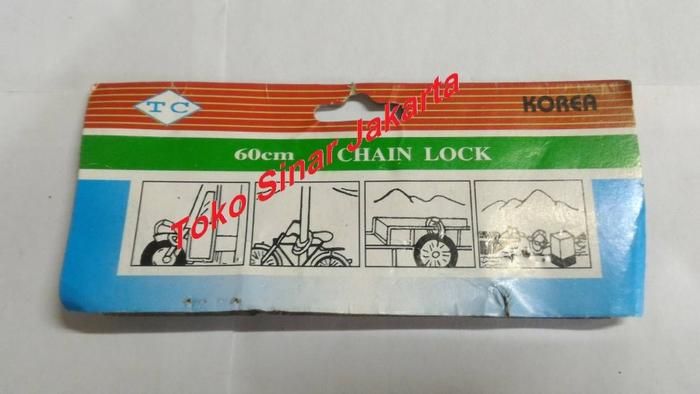 TC
KOREA
60cm CHAIN LOCK
Toko Sinar Jakarta